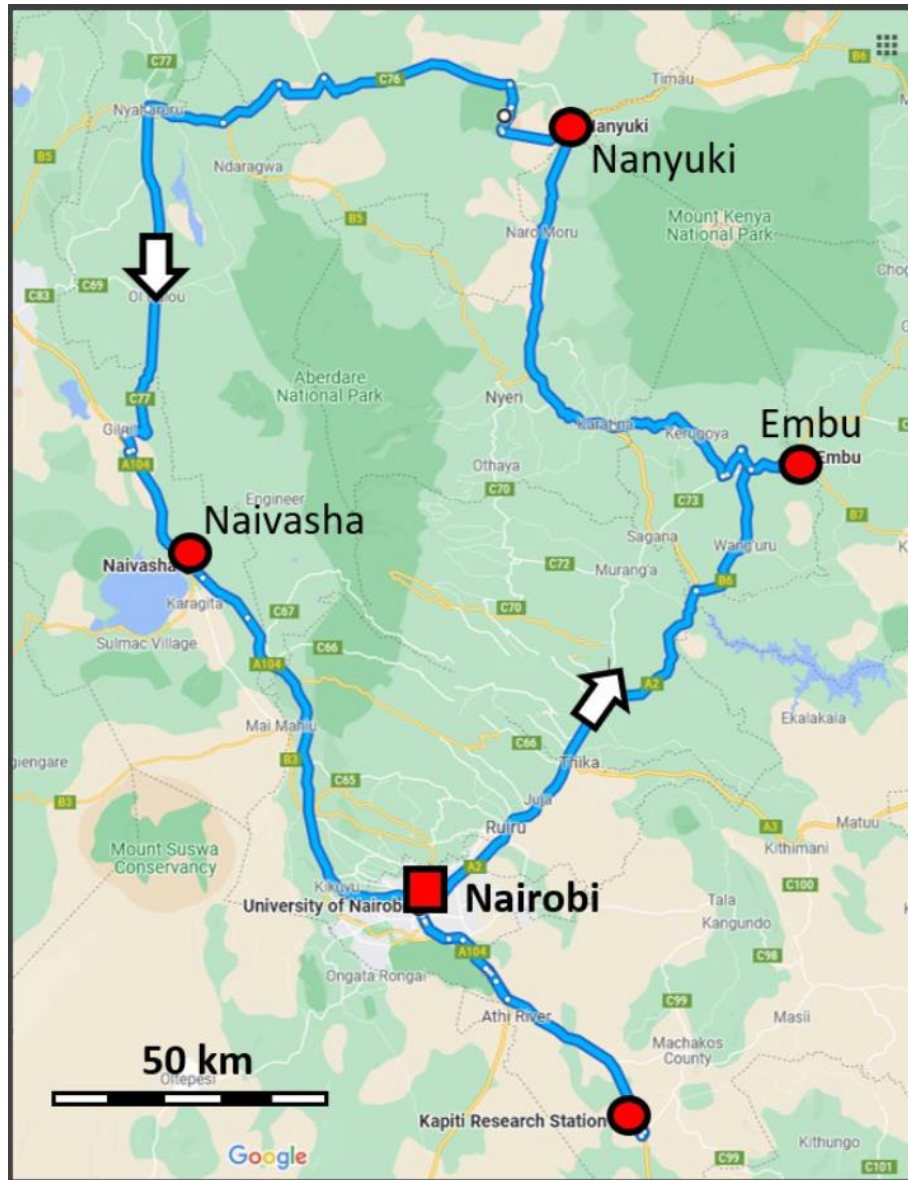 C77
B6
Timau
C76
Nyahururu
Nanyuki
B5
Ndaragwa
Mount Kenya
National Park
B5
Naro Moru
C83
C69
Aberdare
National Park
Nyeri
C77
Gilgil
Karatina
Kerugoya
Embu
Embu
A104
Othaya
C70
C73
Engineer
Naivasha
Sagana
Wang'uru
B7
Naivasha
Murang'a
C72
B6
Karagita
C67
C70
Sulmac Village
C66
A104
A2
Mai Mahiu
Ekalakala
C66
Thika
giengare
B3
C65
Juja
B3
Ruiru
A3
Matuu
Mount Suswa
Conservancy
Kithimani
A2
C100
Kikuyu
University of Nairobi
Nairobi
Tala
Kangundo
A104
C98
Ongata Rongai
C99
Athi River
Masii
50 km
Machakos
County
Oltepesi
Kapiti Research Station
Google
C99
Kithungo
C101